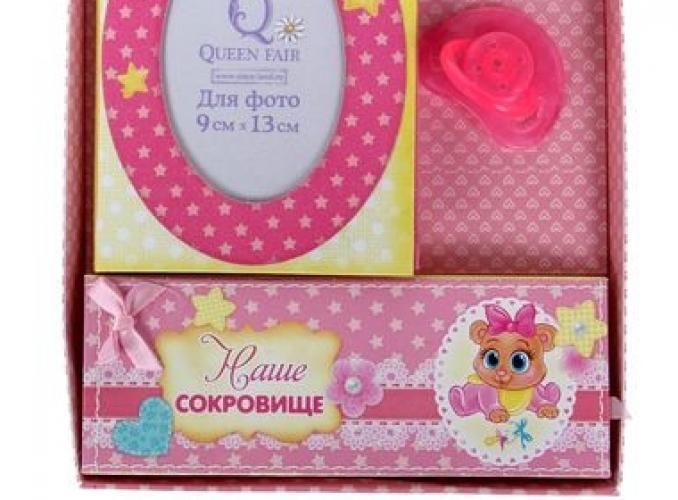 Q
QUEEN FAIR
Для фото
9 см х 13 см
Наше
СОКРОВИЩЕ